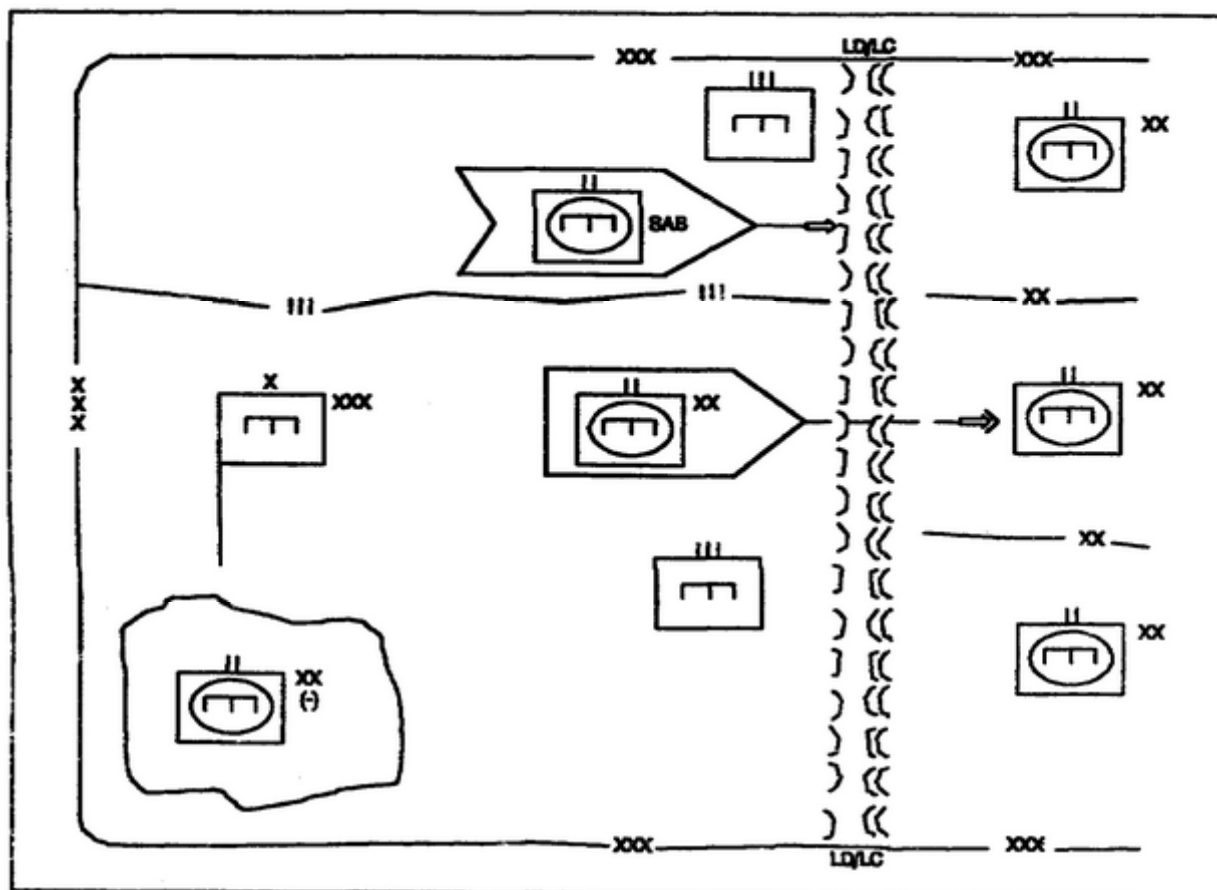 XXX LD/LC XXX
III
II
XX
II
SAB
III III XX
X
XXX
II
XX
II
XX
XXX
XX
III
II
XX
II
XX
(-)
XXX XXX
LD/LC